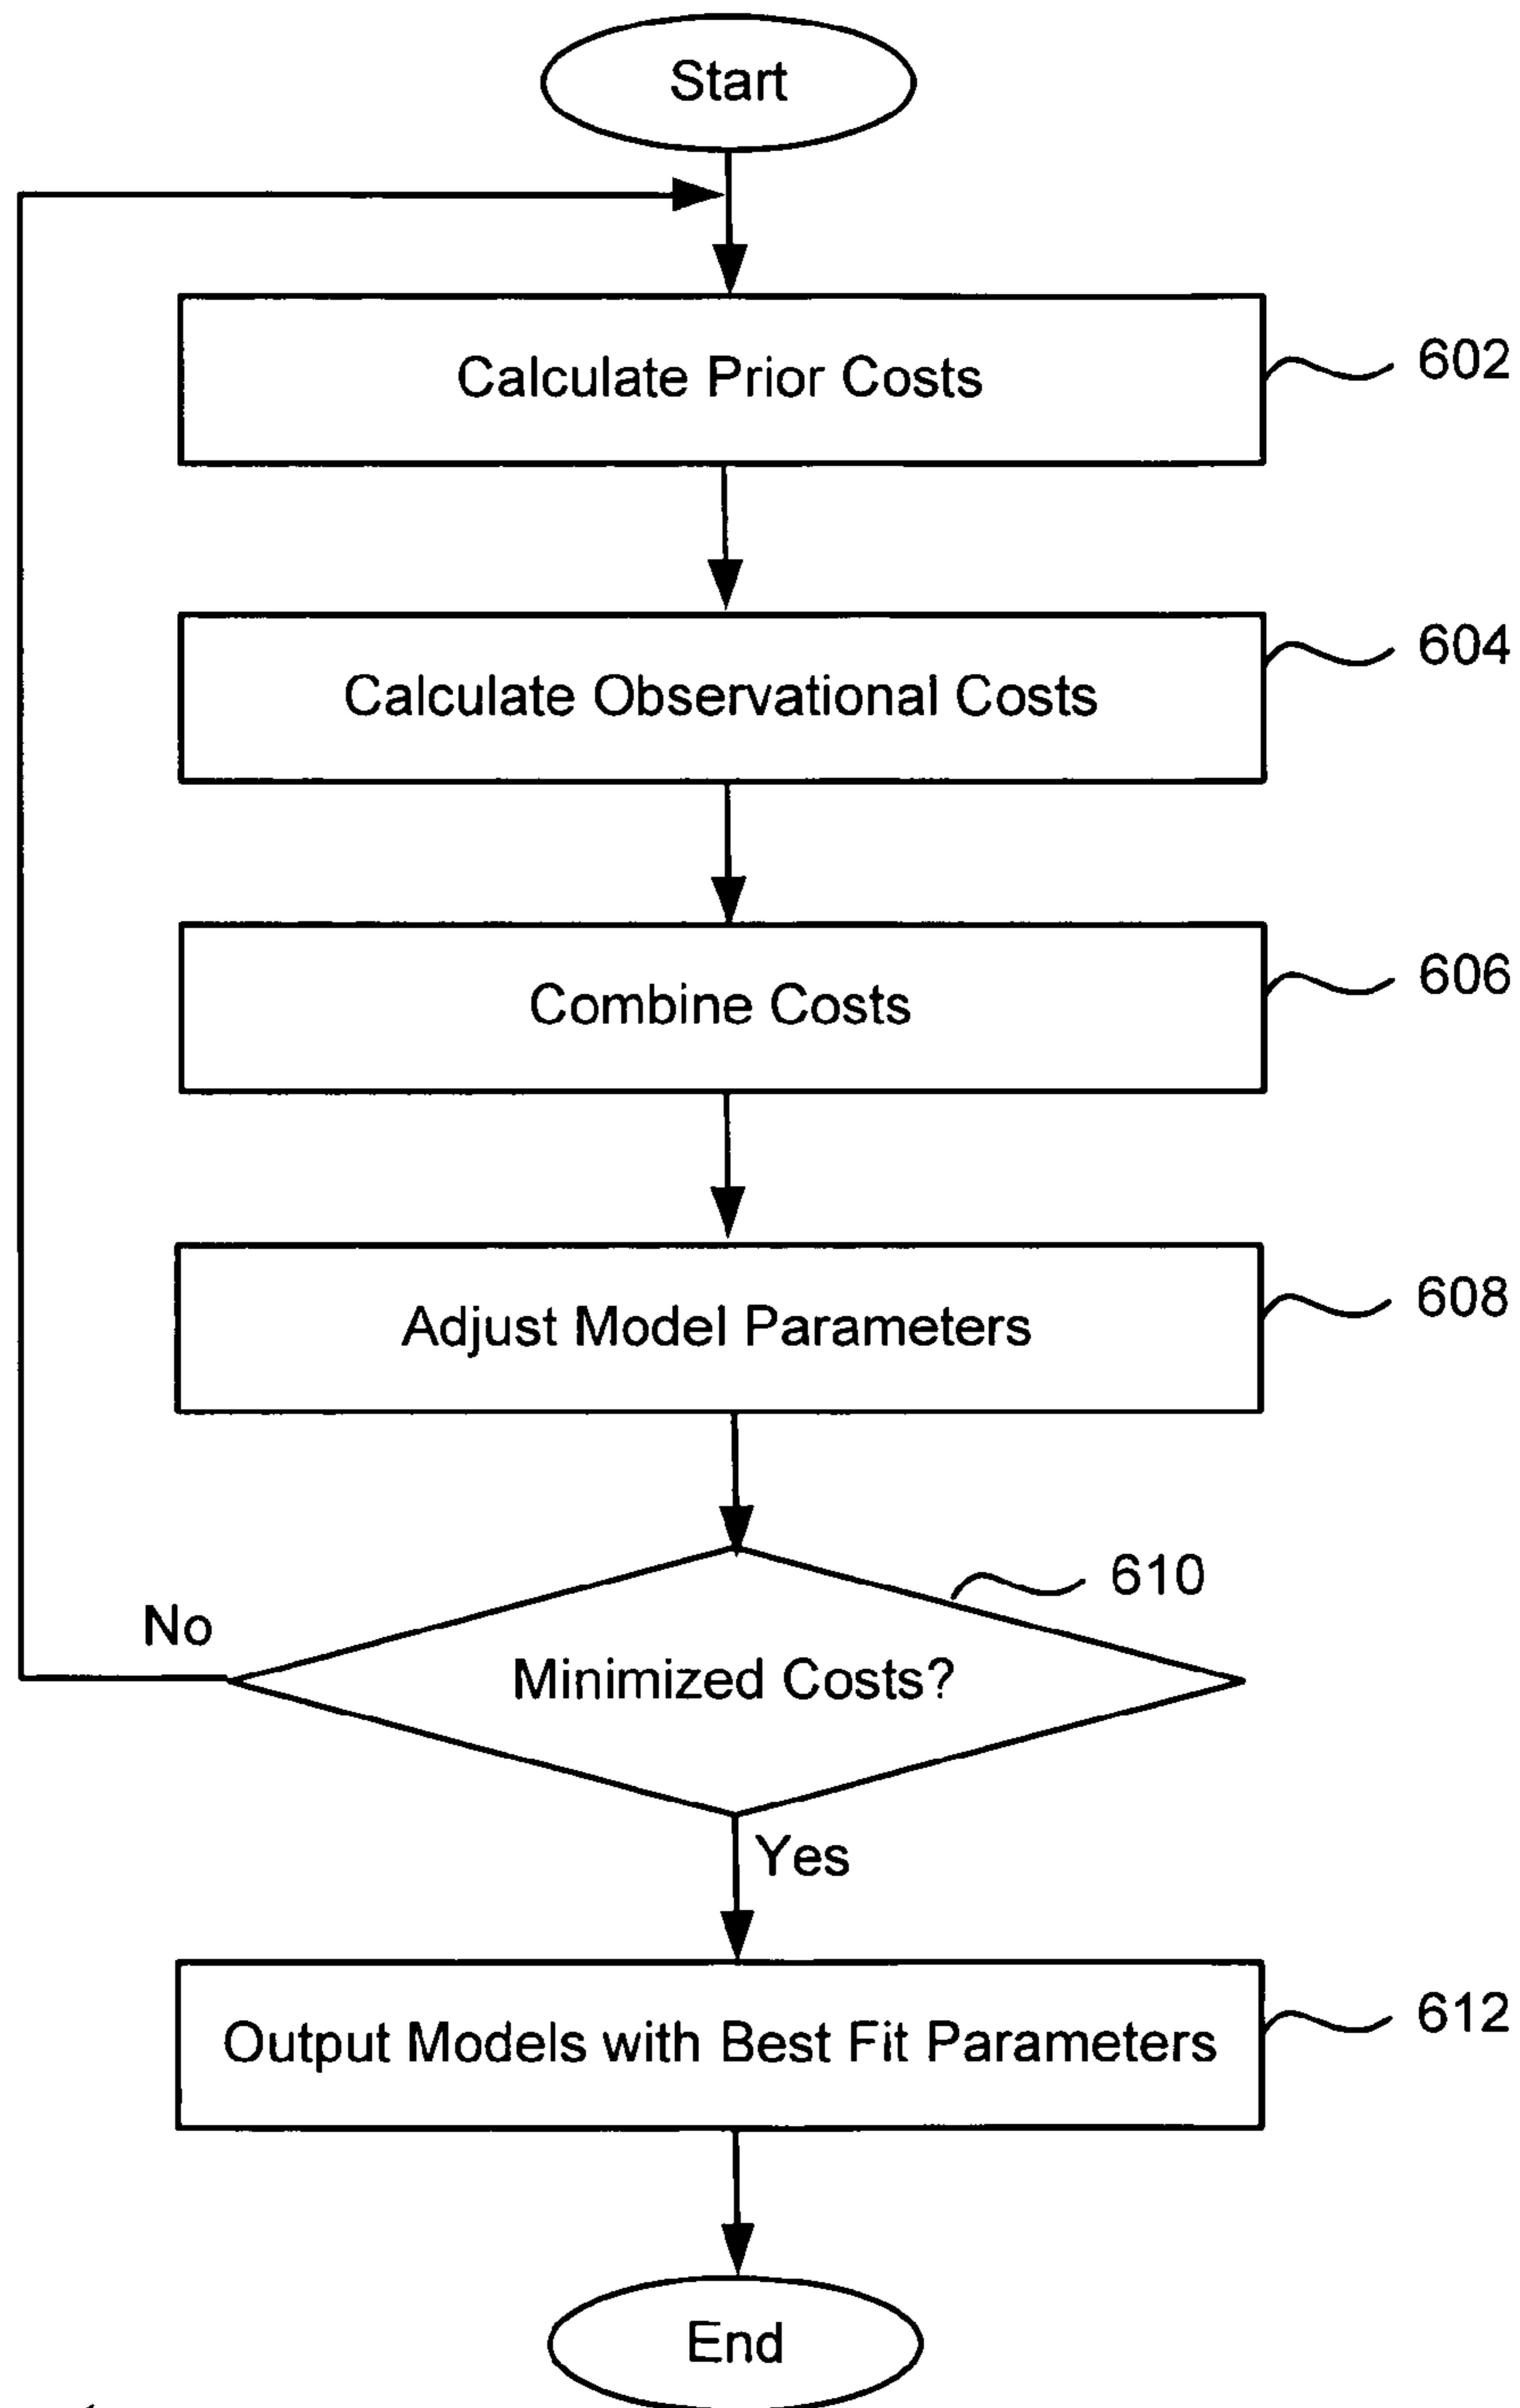 Start
Calculate Prior Costs
602
Calculate Observational Costs
604
Combine Costs
606
Adjust Model Parameters
608
610
No
Minimized Costs?
Yes
Output Models with Best Fit Parameters
612
End